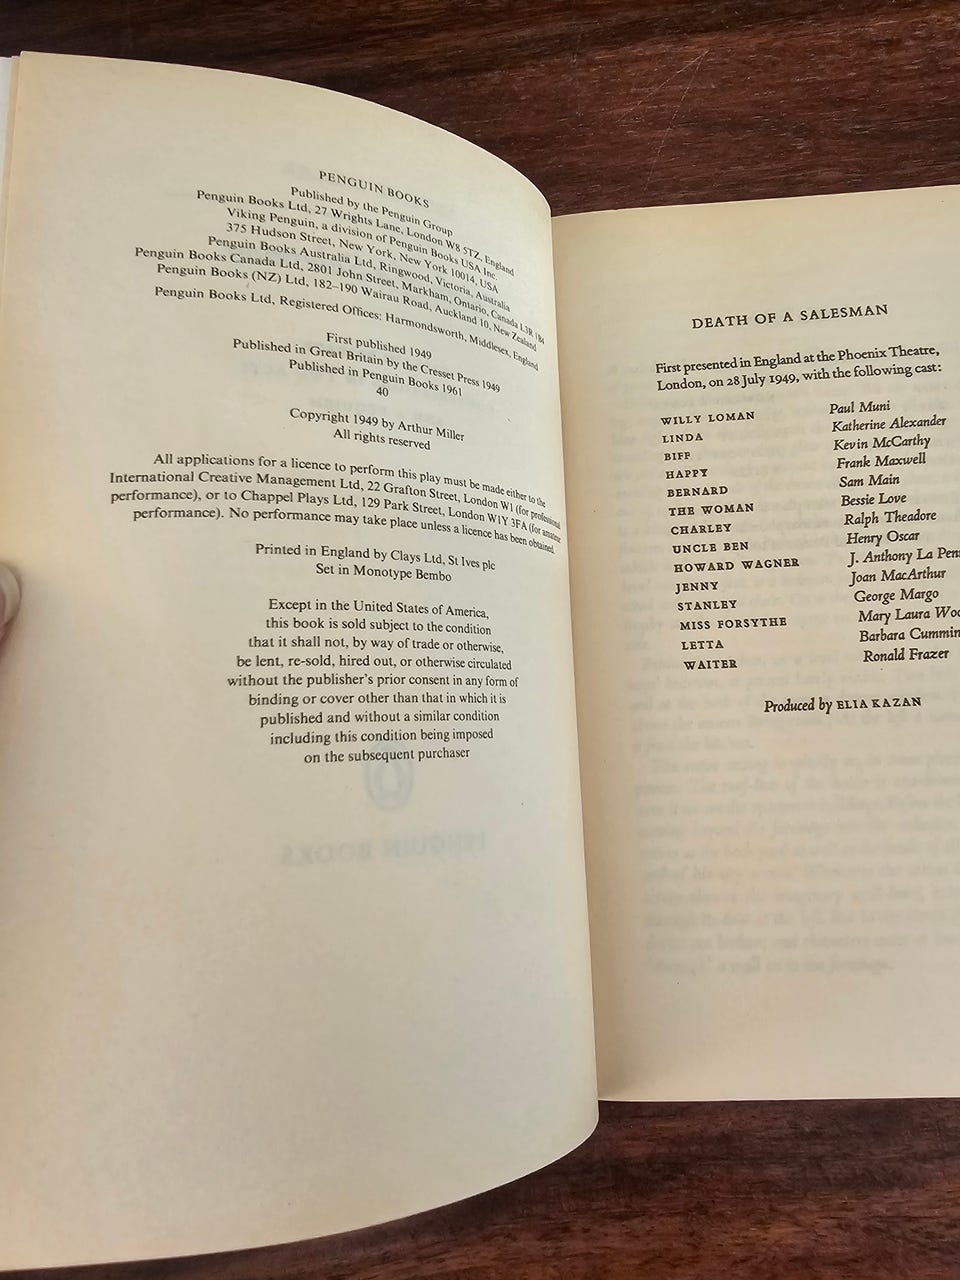 PENGUIN BOOKS
Published by the Penguin Group
Penguin Books Ltd, 27 Wrights Lane, London W8 5TZ, England
Viking Penguin, a division of Penguin Books USA Inc.
375 Hudson Street, New York, New York 10014, USA
Penguin Books Australia Ltd, Ringwood, Victoria, Australia
Penguin Books Canada Ltd, 2801 John Street, Markham, Ontario, Canada L3R 1B4
Penguin Books (NZ) Ltd, 182–190 Wairau Road, Auckland 10, New Zealand
Penguin Books Ltd, Registered Offices: Harmondsworth, Middlesex, England
First published 1949
Published in Great Britain by the Cresset Press 1949
Published in Penguin Books 1961
40
Copyright 1949 by Arthur Miller
All rights reserved
All applications for a licence to perform this play must be made either to the
International Creative Management Ltd, 22 Grafton Street, London W1 (for professional
performance), or to Chappel Plays Ltd, 129 Park Street, London W1Y 3FA (for amateur
performance). No performance may take place unless a licence has been obtained.
Printed in England by Clays Ltd, St Ives plc
Set in Monotype Bembo
Except in the United States of America,
this book is sold subject to the condition
that it shall not, by way of trade or otherwise,
be lent, re-sold, hired out, or otherwise circulated
without the publisher's prior consent in any form of
binding or cover other than that in which it is
published and without a similar condition
including this condition being imposed
on the subsequent purchaser
DEATH OF A SALESMAN
First presented in England at the Phoenix Theatre,
London, on 28 July 1949, with the following cast:
WILLY LOMAN Paul Muni
LINDA Katherine Alexander
BIFF Kevin McCarthy
HAPPY Frank Maxwell
BERNARD Sam Main
THE WOMAN Bessie Love
CHARLEY Ralph Theadore
UNCLE BEN Henry Oscar
HOWARD WAGNER J. Anthony La Pen
JENNY Joan MacArthur
STANLEY George Margo
MISS FORSYTHE Mary Laura Woo
LETTA Barbara Cummin
WAITER Ronald Frazer
Produced by ELIA KAZAN